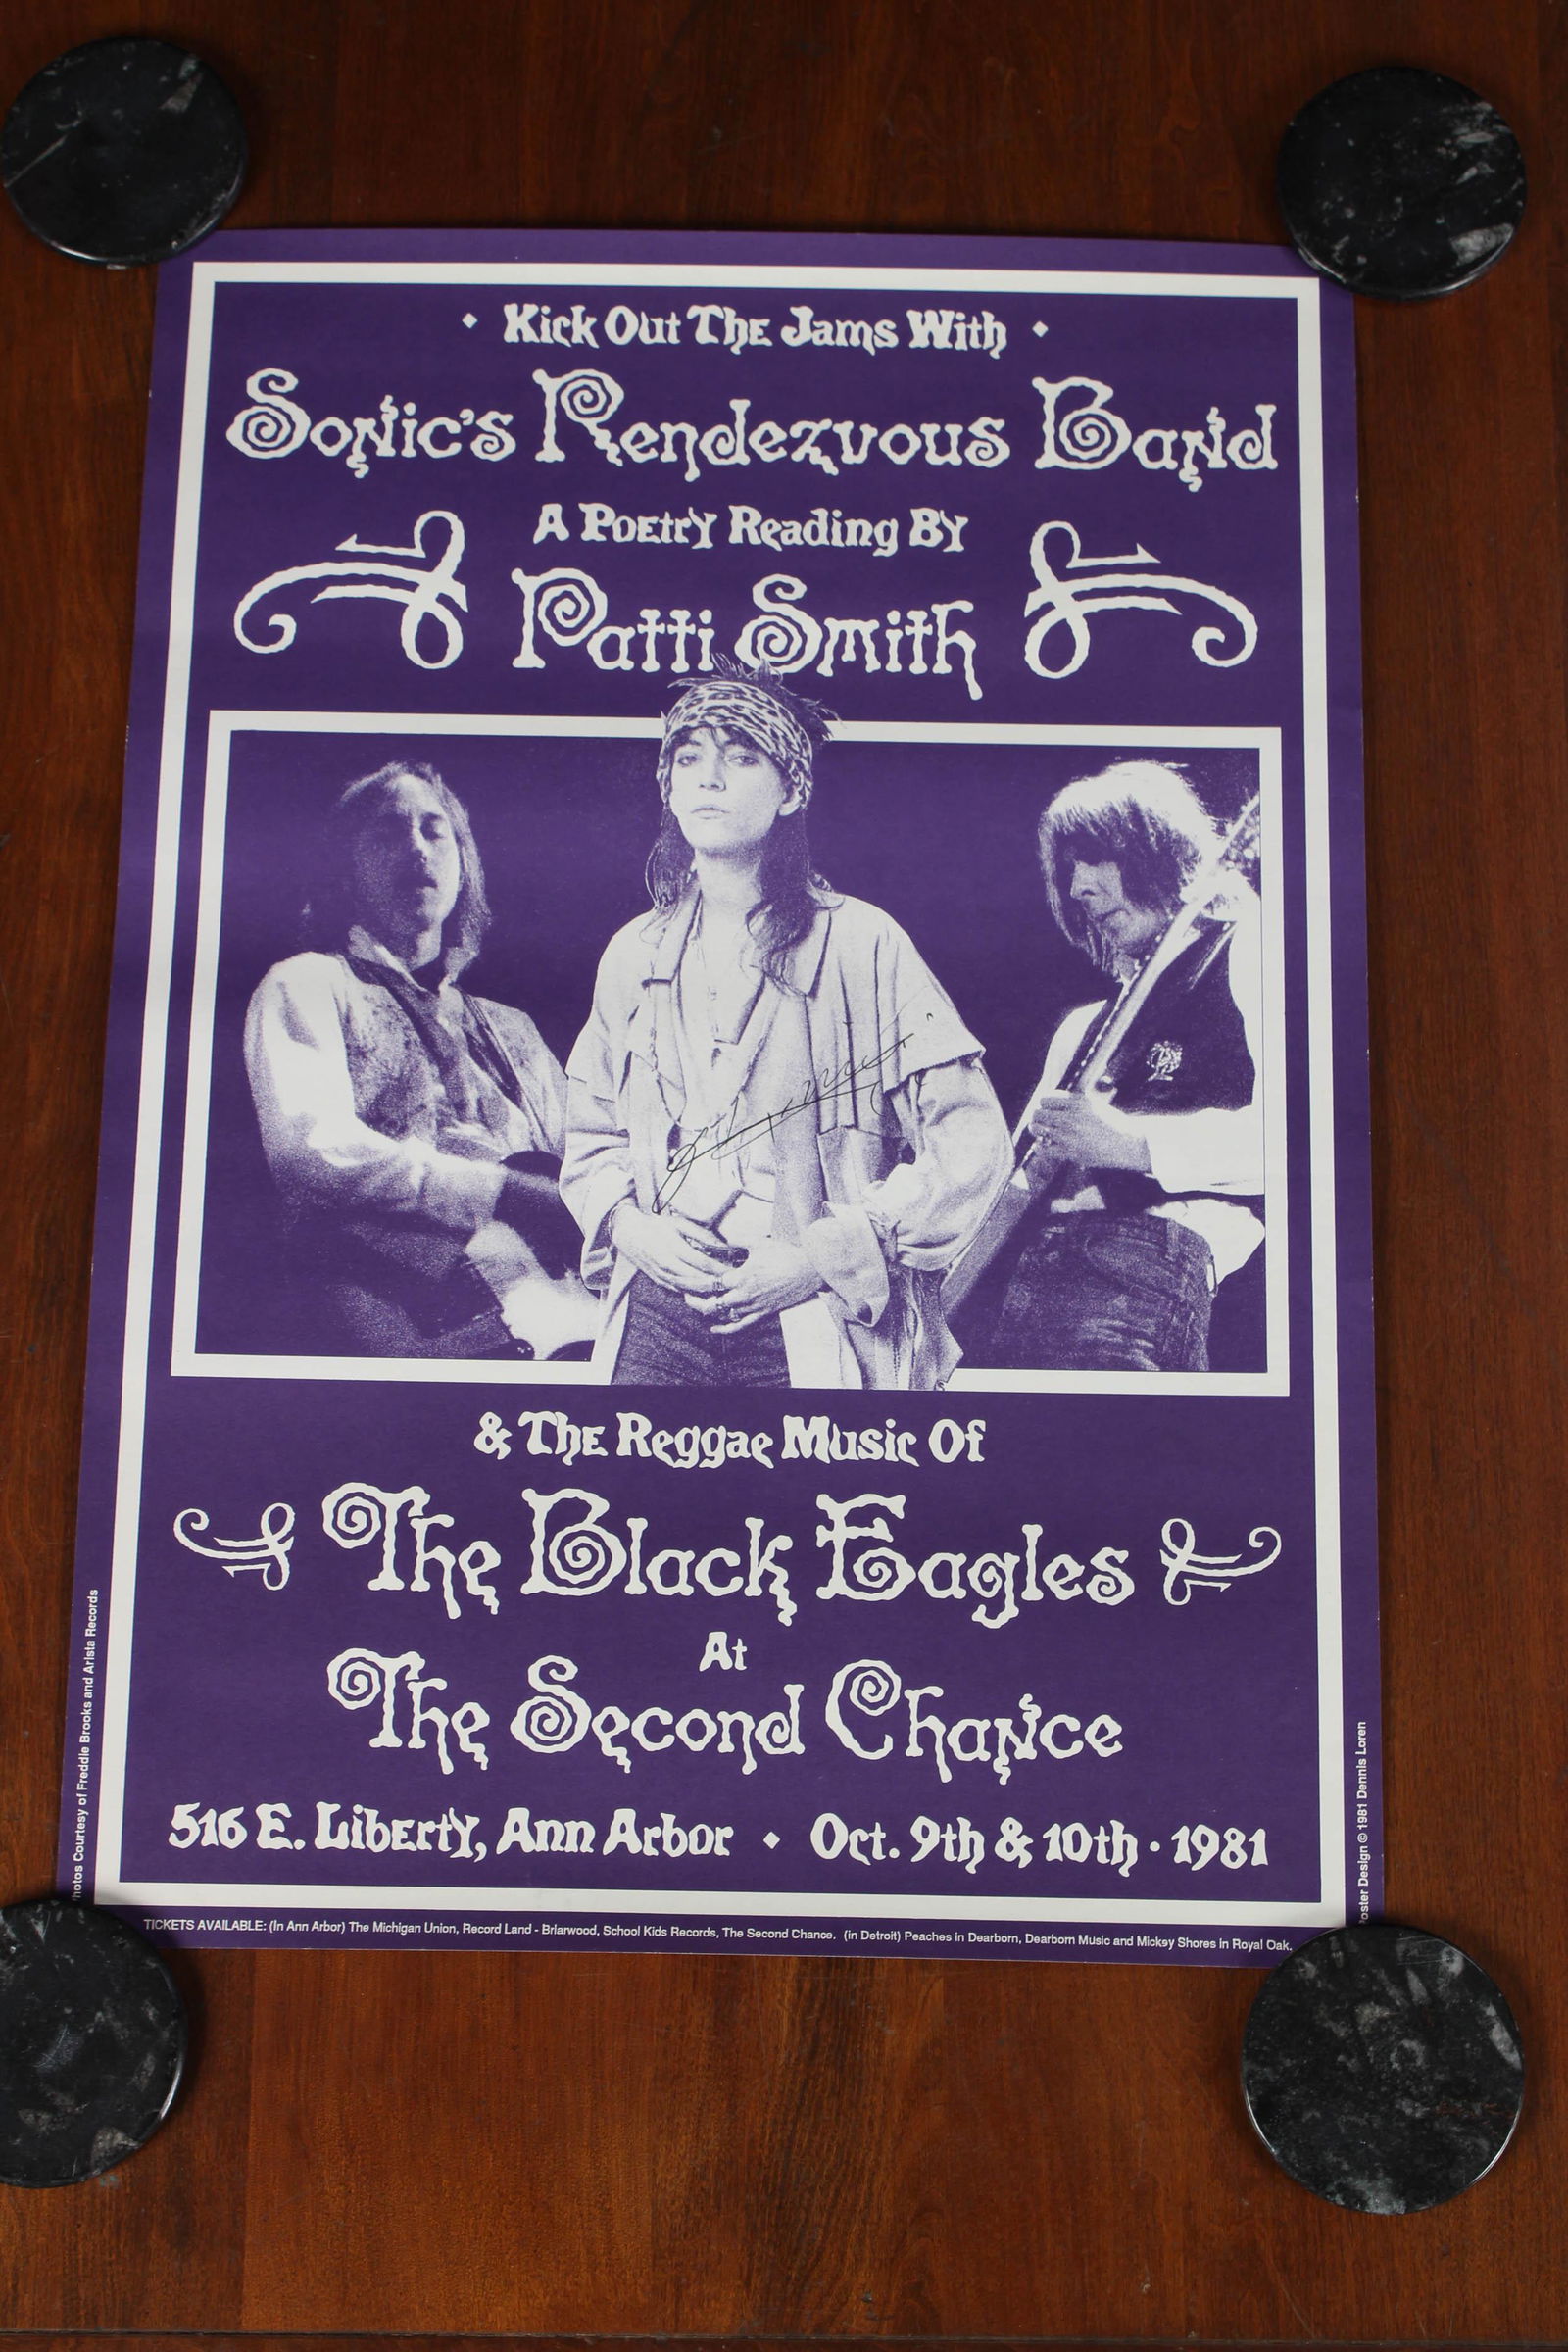 • Kick Out The Jams With •
Sonic's Rendezvous Band
A Poetry Reading By
Patti Smith
& The Reggae Music Of
The Black Eagles
At
The Second Chance
516 E. Liberty, Ann Arbor • Oct. 9th & 10th · 1981
hotos Courtesy of Freddie Brooks and Arista Records
oster Design © 1981 Dennis Loren
TICKETS AVAILABLE: (In Ann Arbor) The Michigan Union, Record Land - Briarwood, School Kids Records, The Second Chance. (in Detroit) Peaches in Dearborn, Dearborn Music and Mickey Shores in Royal Oak.